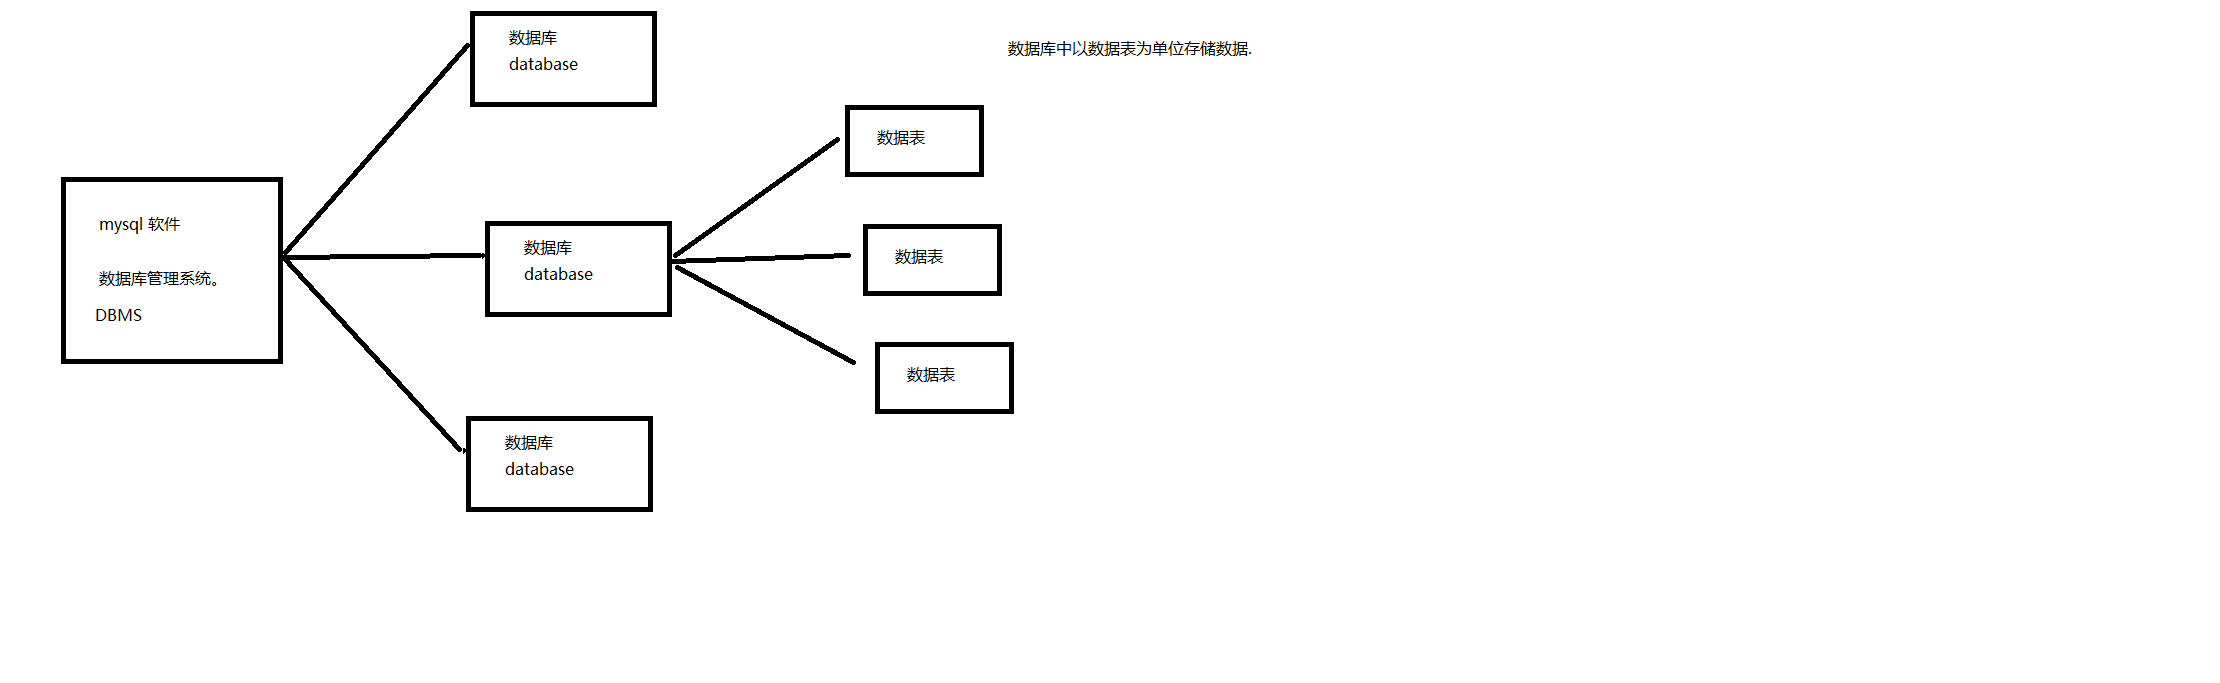 mysql 软件
数据库管理系统。
DBMS
数据库
database
数据库
database
数据库
database
数据表
数据表
数据表
数据库中以数据表为单位存储数据.